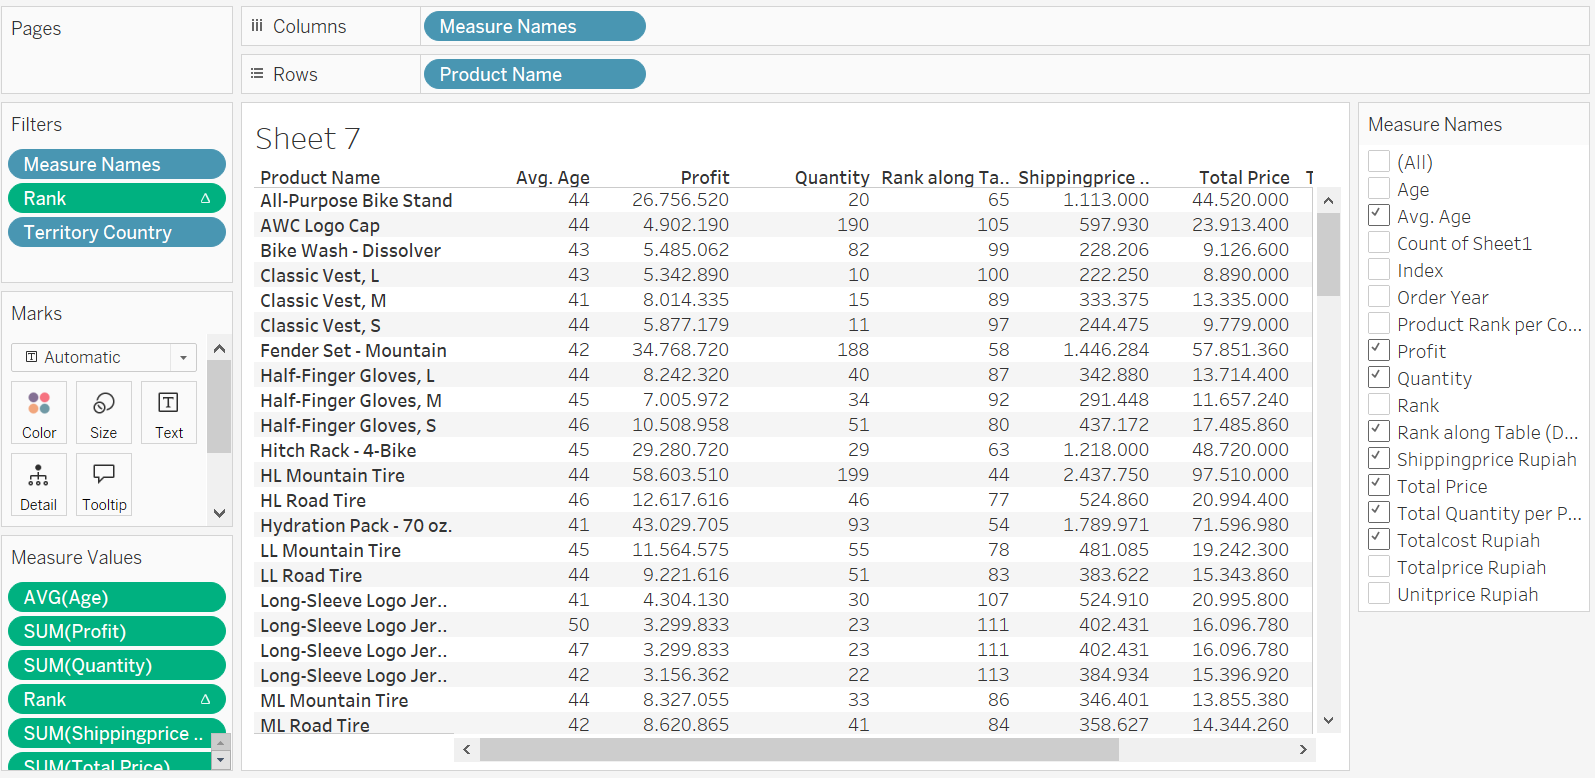 Pages
Columns Measure Names
Rows Product Name
Filters
Measure Names
Rank Δ
Territory Country
Marks
Automatic
Color Size Text
Detail Tooltip
Measure Values
AVG(Age)
SUM(Profit)
SUM(Quantity)
Rank Δ
SUM(Shippingprice ..
SUM(Total Price)
Sheet 7
Product Name Avg. Age Profit Quantity Rank along Ta.. Shippingprice .. Total Price T
All-Purpose Bike Stand 44 26.756.520 20 65 1.113.000 44.520.000
AWC Logo Cap 44 4.902.190 190 105 597.930 23.913.400
Bike Wash - Dissolver 43 5.485.062 82 99 228.206 9.126.600
Classic Vest, L 43 5.342.890 10 100 222.250 8.890.000
Classic Vest, M 41 8.014.335 15 89 333.375 13.335.000
Classic Vest, S 44 5.877.179 11 97 244.475 9.779.000
Fender Set - Mountain 42 34.768.720 188 58 1.446.284 57.851.360
Half-Finger Gloves, L 44 8.242.320 40 87 342.880 13.714.400
Half-Finger Gloves, M 45 7.005.972 34 92 291.448 11.657.240
Half-Finger Gloves, S 46 10.508.958 51 80 437.172 17.485.860
Hitch Rack - 4-Bike 45 29.280.720 29 63 1.218.000 48.720.000
HL Mountain Tire 44 58.603.510 199 44 2.437.750 97.510.000
HL Road Tire 46 12.617.616 46 77 524.860 20.994.400
Hydration Pack - 70 oz. 41 43.029.705 93 54 1.789.971 71.596.980
LL Mountain Tire 45 11.564.575 55 78 481.085 19.242.300
LL Road Tire 44 9.221.616 51 83 383.622 15.343.860
Long-Sleeve Logo Jer.. 41 4.304.130 30 107 524.910 20.995.800
Long-Sleeve Logo Jer.. 50 3.299.833 23 111 402.431 16.096.780
Long-Sleeve Logo Jer.. 47 3.299.833 23 111 402.431 16.096.780
Long-Sleeve Logo Jer.. 42 3.156.362 22 113 384.934 15.396.920
ML Mountain Tire 44 8.327.055 33 86 346.401 13.855.380
ML Road Tire 42 8.620.865 41 84 358.627 14.344.260
Measure Names
(All)
Age
Avg. Age
Count of Sheet1
Index
Order Year
Product Rank per Co...
Profit
Quantity
Rank
Rank along Table (D...
Shippingprice Rupiah
Total Price
Total Quantity per P...
Totalcost Rupiah
Totalprice Rupiah
Unitprice Rupiah